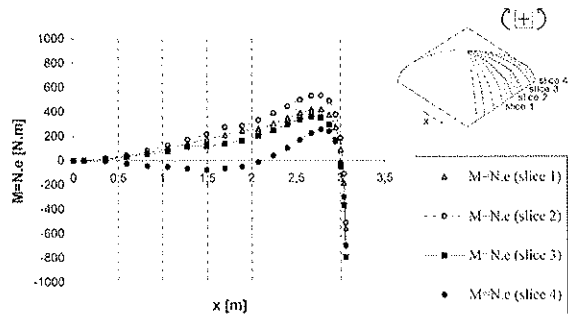 (+)
1000
800
600
400
200
0
-200
-400
-600
-800
-1000
M=N.e [N.m]
0
0,5
1
1,5
2
2,5
3
3,5
x [m]
slice 4
slice 3
slice 2
slice 1
x
M=N.e (slice 1)
M=N.e (slice 2)
M=N.e (slice 3)
M=N.e (slice 4)